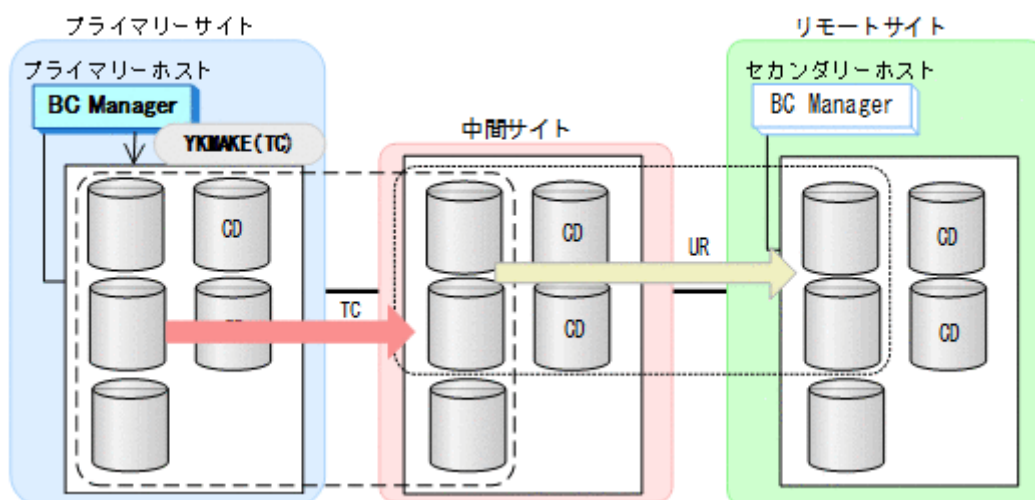 プライマリーサイト
リモートサイト
プライマリーホスト
セカンダリーホスト
BC Manager
BC Manager
中間サイト
YKMAKE(TC)
CD
CD
CD
UR
TC
CD
CD